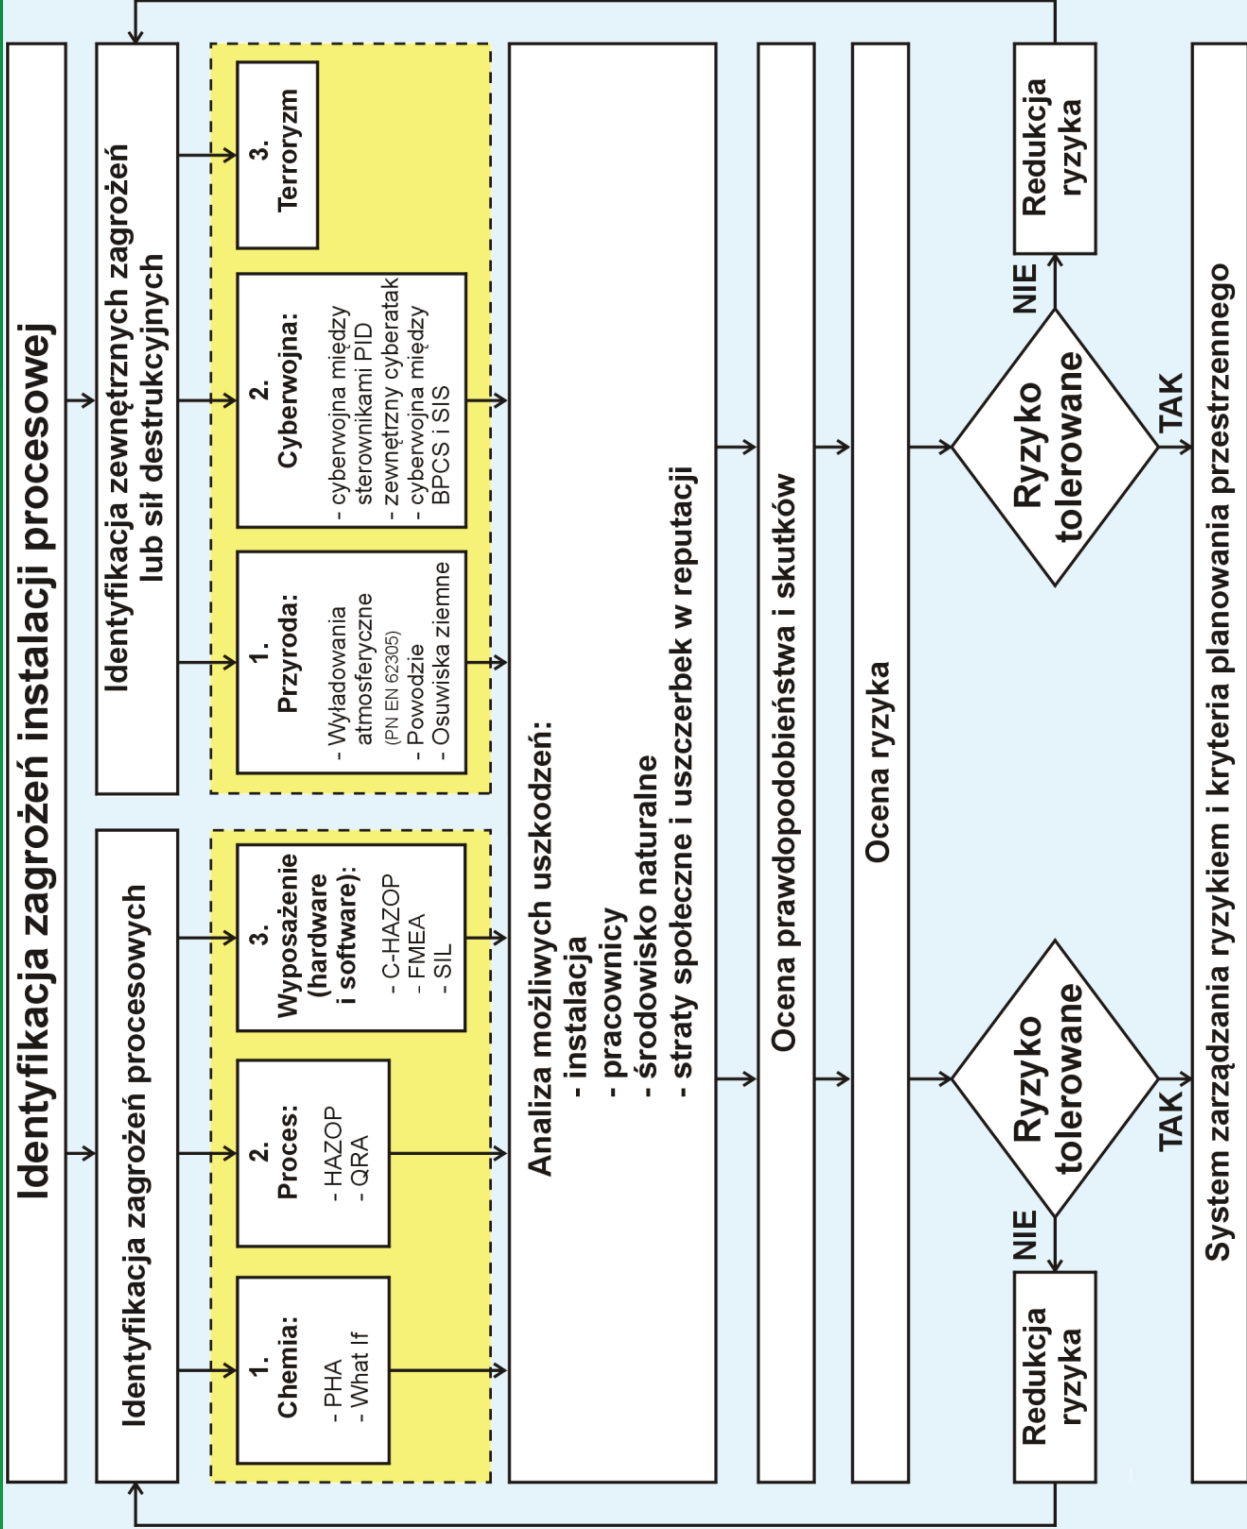 Identyfikacja zagrożeń instalacji procesowej
Identyfikacja zagrożeń procesowych
Identyfikacja zewnętrznych zagrożeń
lub sił destrukcyjnych
1.
Chemia:
- PHA
- What If
2.
Proces:
- HAZOP
- QRA
3.
Wyposażenie
(hardware
i software):
- C-HAZOP
- FMEA
- SIL
1.
Przyroda:
- Wyładowania
atmosferyczne
(PN EN 62305)
- Powodzie
- Osuwiska ziemne
2.
Cyberwojna:
- cyberwojna między
sterownikami PID
- zewnętrzny cyberatak
- cyberwojna między
BPCS i SIS
3.
Terroryzm
Analiza możliwych uszkodzeń:
- instalacja
- pracownicy
- środowisko naturalne
- straty społeczne i uszczerbek w reputacji
Ocena prawdopodobieństwa i skutków
Ocena ryzyka
Redukcja
ryzyka
NIE
Ryzyko
tolerowane
TAK
Ryzyko
tolerowane
TAK
NIE
Redukcja
ryzyka
System zarządzania ryzykiem i kryteria planowania przestrzennego